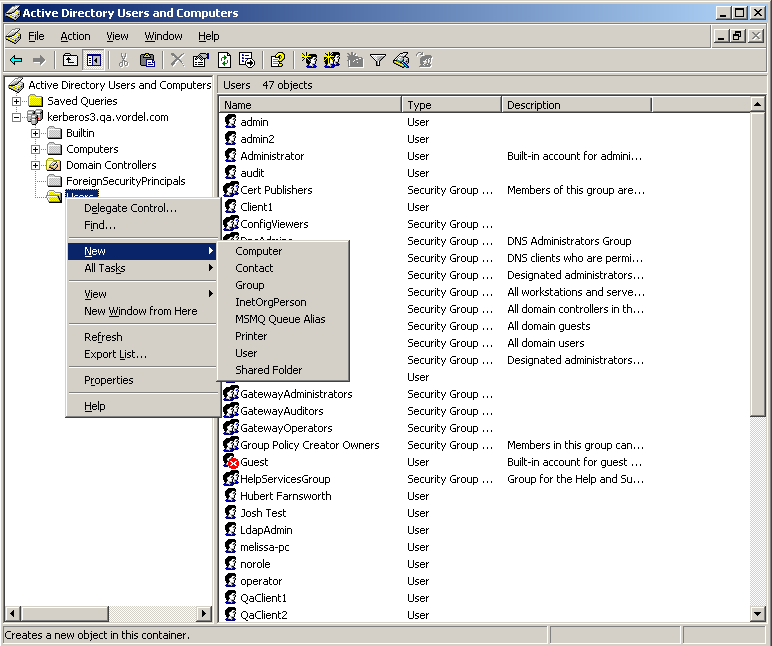 Active Directory Users and Computers
File Action View Window Help
Active Directory Users and Computers
Saved Queries
kerberos3.qa.vordel.com
Builtin
Computers
Domain Controllers
ForeignSecurityPrincipals
Users
Delegate Control...
Find...
New
All Tasks
View
New Window from Here
Refresh
Export List...
Properties
Help
Computer
Contact
Group
InetOrgPerson
MSMQ Queue Alias
Printer
User
Shared Folder
Users 47 objects
Name Type Description
admin User
admin2 User
Administrator User Built-in account for admini...
audit User
Cert Publishers Security Group ... Members of this group are...
Client1 User
ConfigViewers Security Group ...
Security Group ... DNS Administrators Group
Security Group ... DNS clients who are permi...
Security Group ... Designated administrators...
Security Group ... All workstations and serve...
Security Group ... All domain controllers in th...
Security Group ... All domain guests
Security Group ... All domain users
Security Group ... Designated administrators...
User
GatewayAdministrators Security Group ...
GatewayAuditors Security Group ...
GatewayOperators Security Group ...
Group Policy Creator Owners Security Group ... Members in this group can...
Guest User Built-in account for guest ...
HelpServicesGroup Security Group ... Group for the Help and Su...
Hubert Farnsworth User
Josh Test User
LdapAdmin User
melissa-pc User
norole User
operator User
QaClient1 User
QaClient2 User
Creates a new object in this container.